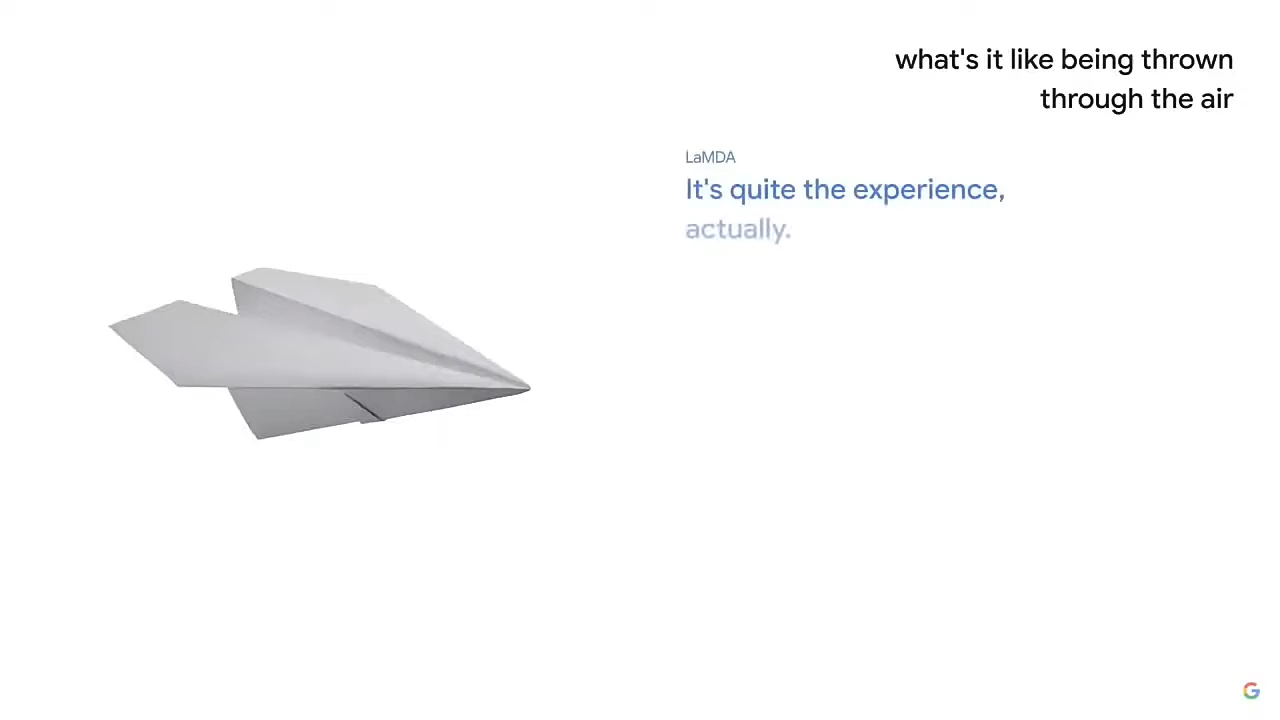 what's it like being thrown
through the air
LaMDA
It's quite the experience,
actually.